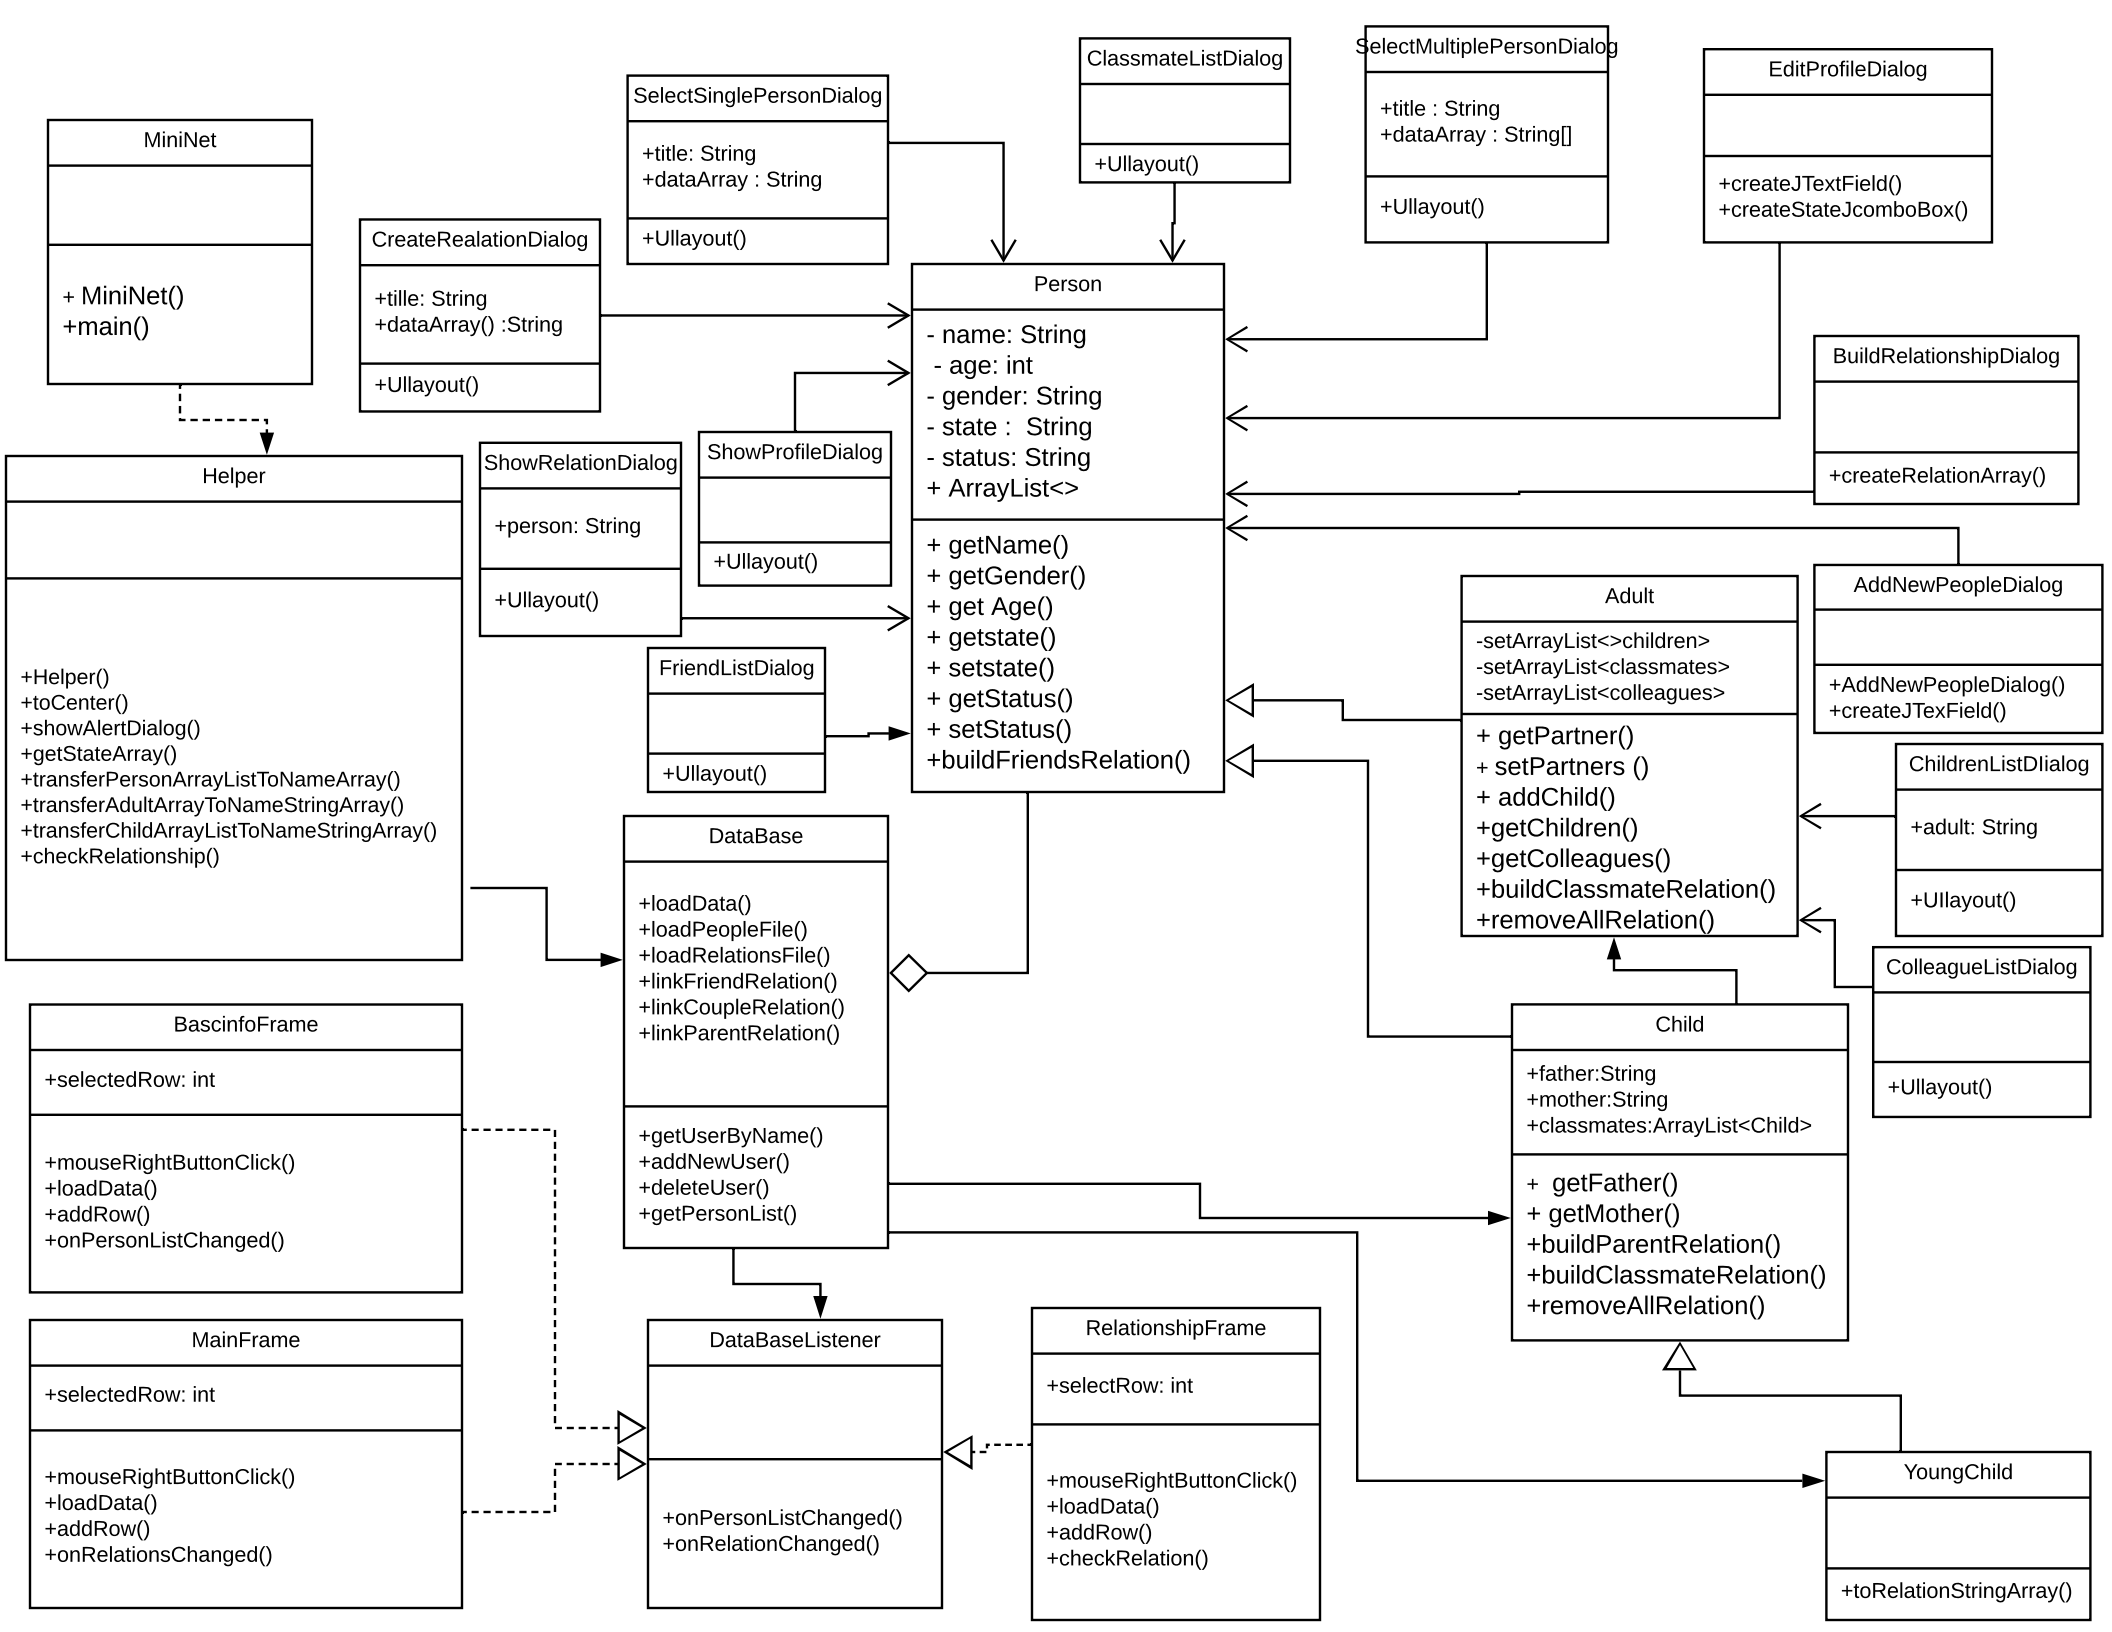 MiniNet
+ MiniNet()
+main()
CreateRealationDialog
+tille: String
+dataArray() :String
+Ullayout()
SelectSinglePersonDialog
+title: String
+dataArray : String
+Ullayout()
ClassmateListDialog
+Ullayout()
SelectMultiplePersonDialog
+title : String
+dataArray : String[]
+Ullayout()
EditProfileDialog
+createJTextField()
+createStateJcomboBox()
Person
- name: String
- age: int
- gender: String
- state :  String
- status: String
+ ArrayList<>
+ getName()
+ getGender()
+ get Age()
+ getstate()
+ setstate()
+ getStatus()
+ setStatus()
+buildFriendsRelation()
BuildRelationshipDialog
+createRelationArray()
Helper
+Helper()
+toCenter()
+showAlertDialog()
+getStateArray()
+transferPersonArrayListToNameArray()
+transferAdultArrayToNameStringArray()
+transferChildArrayListToNameStringArray()
+checkRelationship()
ShowRelationDialog
+person: String
+Ullayout()
ShowProfileDialog
+Ullayout()
FriendListDialog
+Ullayout()
Adult
-setArrayList<>children>
-setArrayList<classmates>
-setArrayList<colleagues>
+ getPartner()
+ setPartners ()
+ addChild()
+getChildren()
+getColleagues()
+buildClassmateRelation()
+removeAllRelation()
AddNewPeopleDialog
+AddNewPeopleDialog()
+createJTexField()
ChildrenListDIialog
+adult: String
+UIlayout()
ColleagueListDialog
+Ullayout()
DataBase
+loadData()
+loadPeopleFile()
+loadRelationsFile()
+linkFriendRelation()
+linkCoupleRelation()
+linkParentRelation()
+getUserByName()
+addNewUser()
+deleteUser()
+getPersonList()
BascinfoFrame
+selectedRow: int
+mouseRightButtonClick()
+loadData()
+addRow()
+onPersonListChanged()
Child
+father:String
+mother:String
+classmates:ArrayList<Child>
+  getFather()
+ getMother()
+buildParentRelation()
+buildClassmateRelation()
+removeAllRelation()
MainFrame
+selectedRow: int
+mouseRightButtonClick()
+loadData()
+addRow()
+onRelationsChanged()
DataBaseListener
+onPersonListChanged()
+onRelationChanged()
RelationshipFrame
+selectRow: int
+mouseRightButtonClick()
+loadData()
+addRow()
+checkRelation()
YoungChild
+toRelationStringArray()